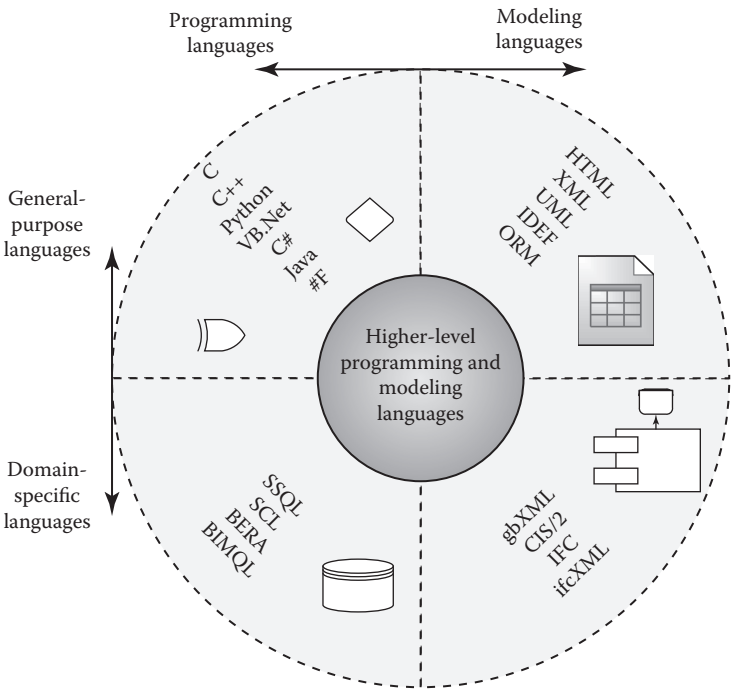 Programming
languages
Modeling
languages
General-
purpose
languages
C
C++
Python
VB.Net
C#
Java
#F
HTML
XML
UML
IDEF
ORM
Higher-level
programming and
modeling
languages
Domain-
specific
languages
SSQL
SCL
BERA
BIMQL
gbXML
CIS/2
IFC
ifcXML